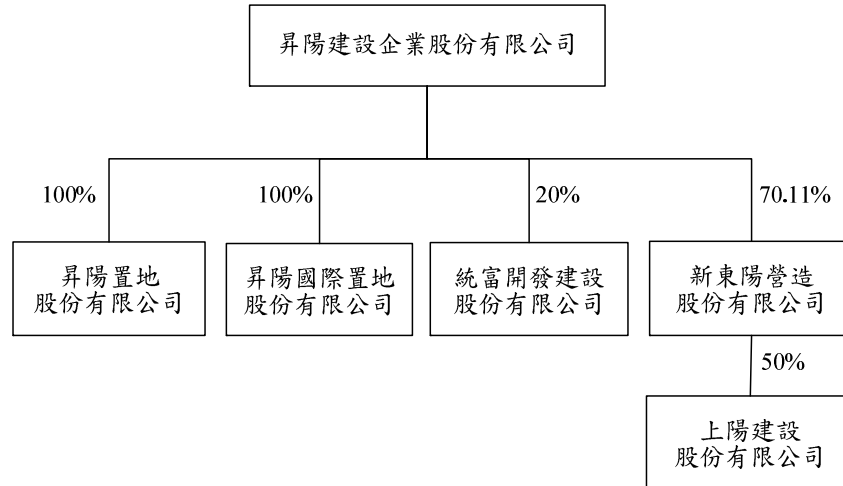 昇陽建設企業股份有限公司
100%
100%
20%
70.11%
昇陽置地
股份有限公司
昇陽國際置地
股份有限公司
統富開發建設
股份有限公司
新東陽營造
股份有限公司
50%
上陽建設
股份有限公司